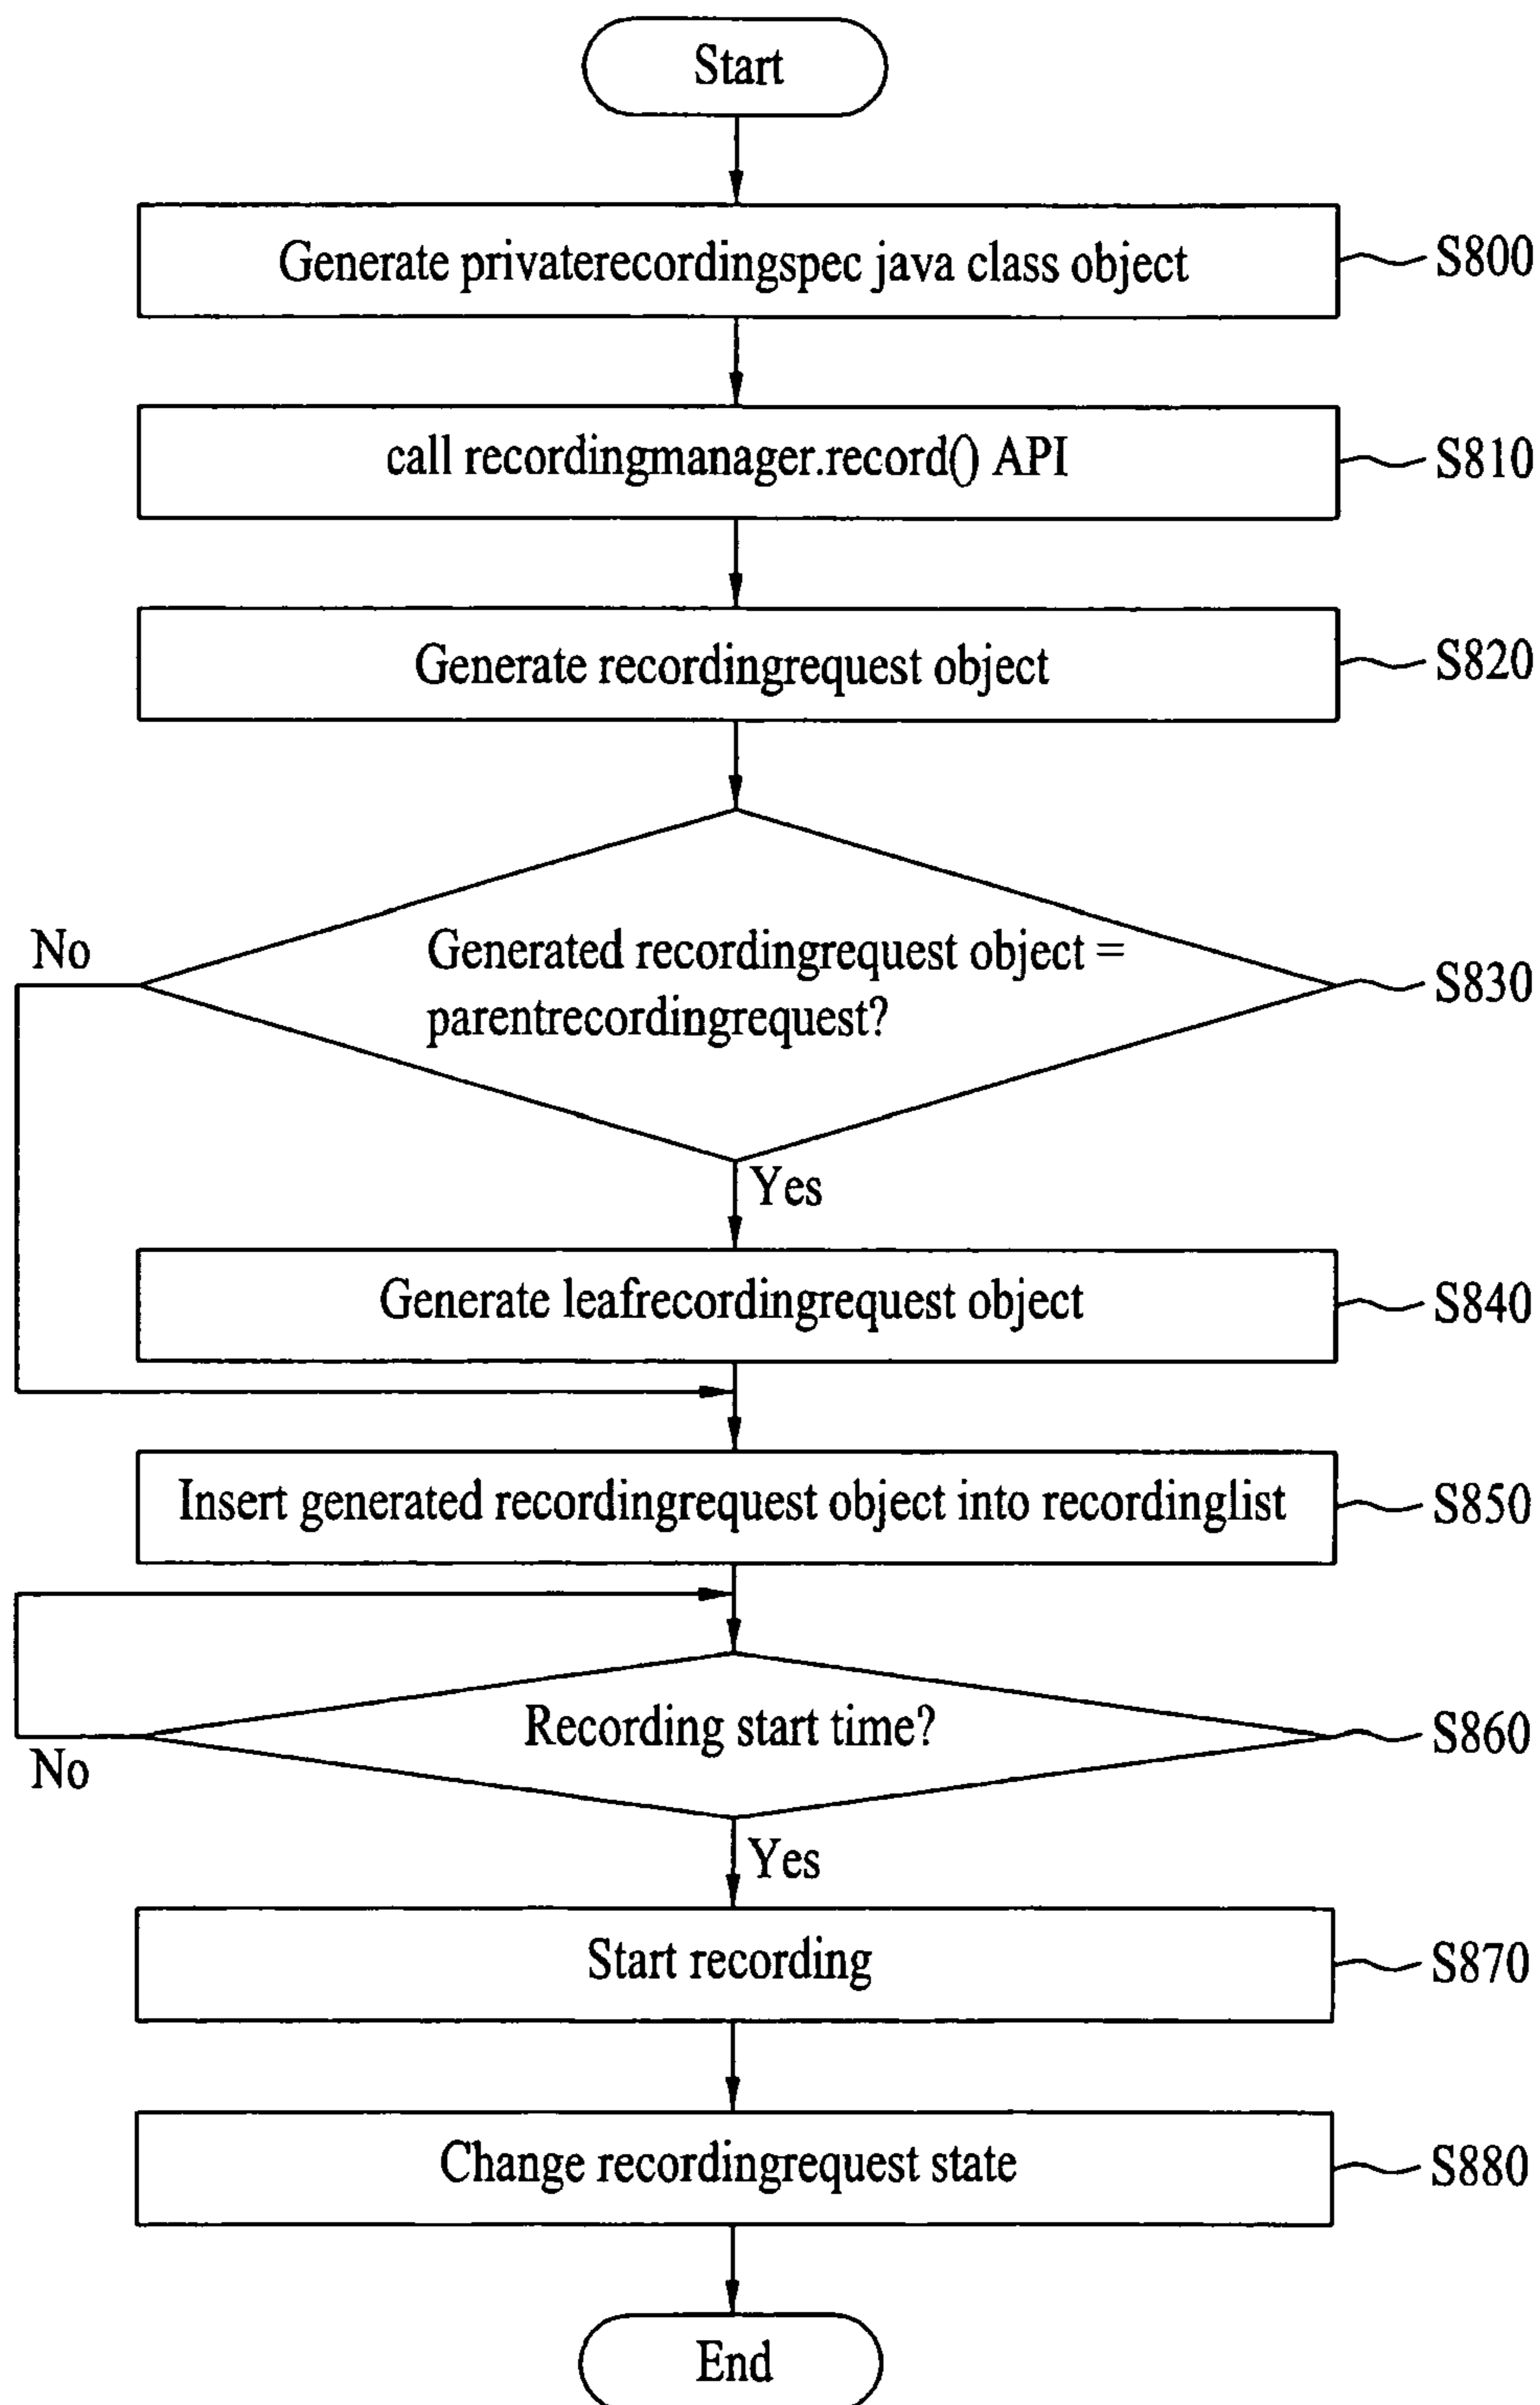 Start
Generate privaterecordingspec java class object
S800
call recordingmanager.record() API
S810
Generate recordingrequest object
S820
No
Generated recordingrequest object =
parentrecordingrequest?
S830
Yes
Generate leafrecordingrequest object
S840
Insert generated recordingrequest object into recordinglist
S850
Recording start time?
S860
No
Yes
Start recording
S870
Change recordingrequest state
S880
End